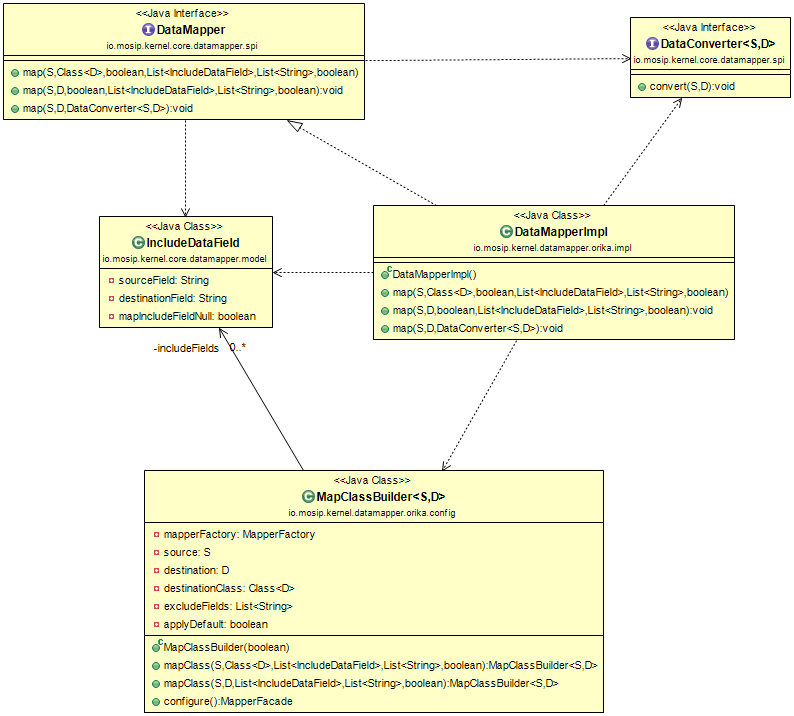 <<Java Interface>>
I DataMapper
io.mosip.kernel.core.datamapper.spi
map(S,Class<D>,boolean,List<IncludeDataField>,List<String>,boolean)
map(S,D,boolean,List<IncludeDataField>,List<String>,boolean):void
map(S,D,DataConverter<S,D>):void
<<Java Interface>>
I DataConverter<S,D>
io.mosip.kernel.core.datamapper.spi
convert(S,D):void
<<Java Class>>
C IncludeDataField
io.mosip.kernel.core.datamapper.model
sourceField: String
destinationField: String
mapIncludeFieldNull: boolean
<<Java Class>>
C DataMapperImpl
io.mosip.kernel.datamapper.orika.impl
C DataMapperImpl()
map(S,Class<D>,boolean,List<IncludeDataField>,List<String>,boolean)
map(S,D,boolean,List<IncludeDataField>,List<String>,boolean):void
map(S,D,DataConverter<S,D>):void
-includeFields 0..*
<<Java Class>>
C MapClassBuilder<S,D>
io.mosip.kernel.datamapper.orika.config
mapperFactory: MapperFactory
source: S
destination: D
destinationClass: Class<D>
excludeFields: List<String>
applyDefault: boolean
C MapClassBuilder(boolean)
mapClass(S,Class<D>,List<IncludeDataField>,List<String>,boolean):MapClassBuilder<S,D>
mapClass(S,D,List<IncludeDataField>,List<String>,boolean):MapClassBuilder<S,D>
configure():MapperFacade